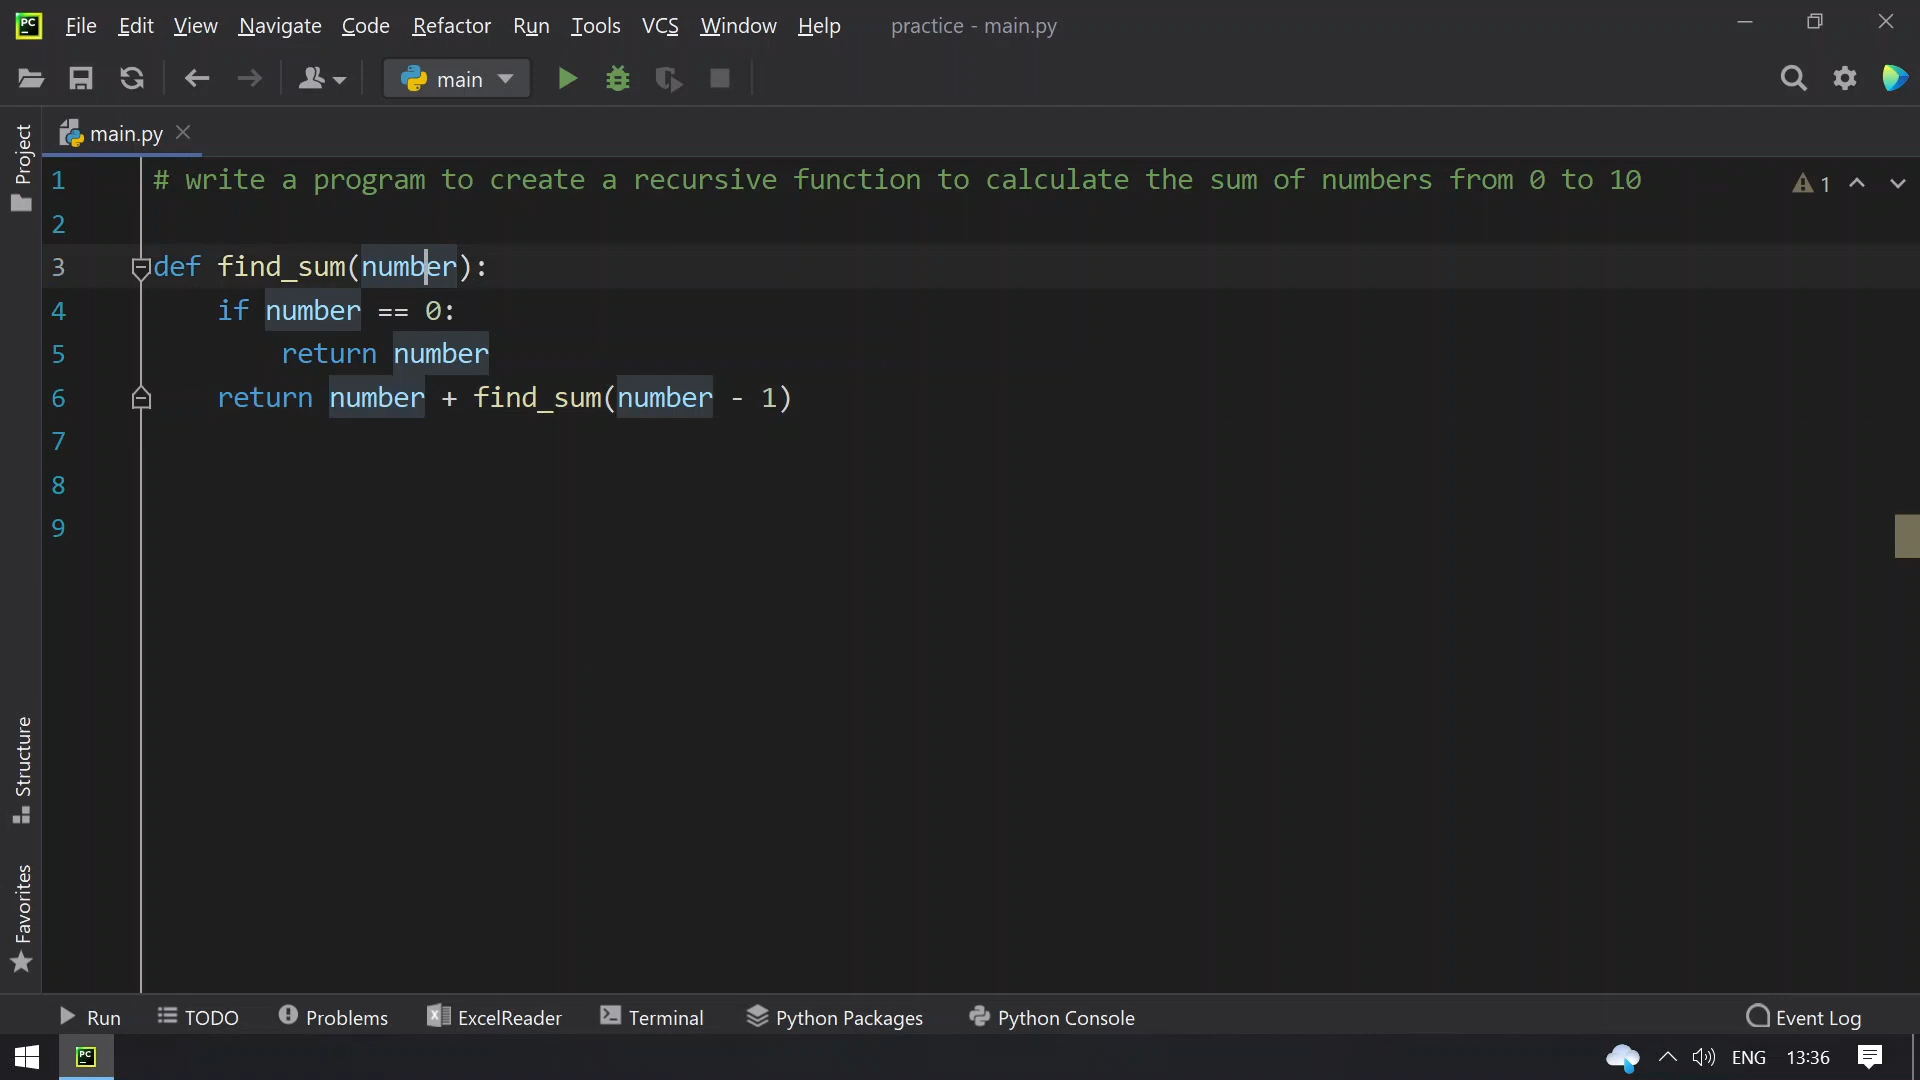 File Edit View Navigate Code Refactor Run Tools VCS Window Help practice - main.py
main
main.py
Project
1 # write a program to create a recursive function to calculate the sum of numbers from 0 to 10
1
2
3 def find_sum(number):
4 if number == 0:
5 return number
6 return number + find_sum(number - 1)
7
8
9
Structure
Favorites
Run TODO Problems ExcelReader Terminal Python Packages Python Console Event Log
PC ENG 13:36